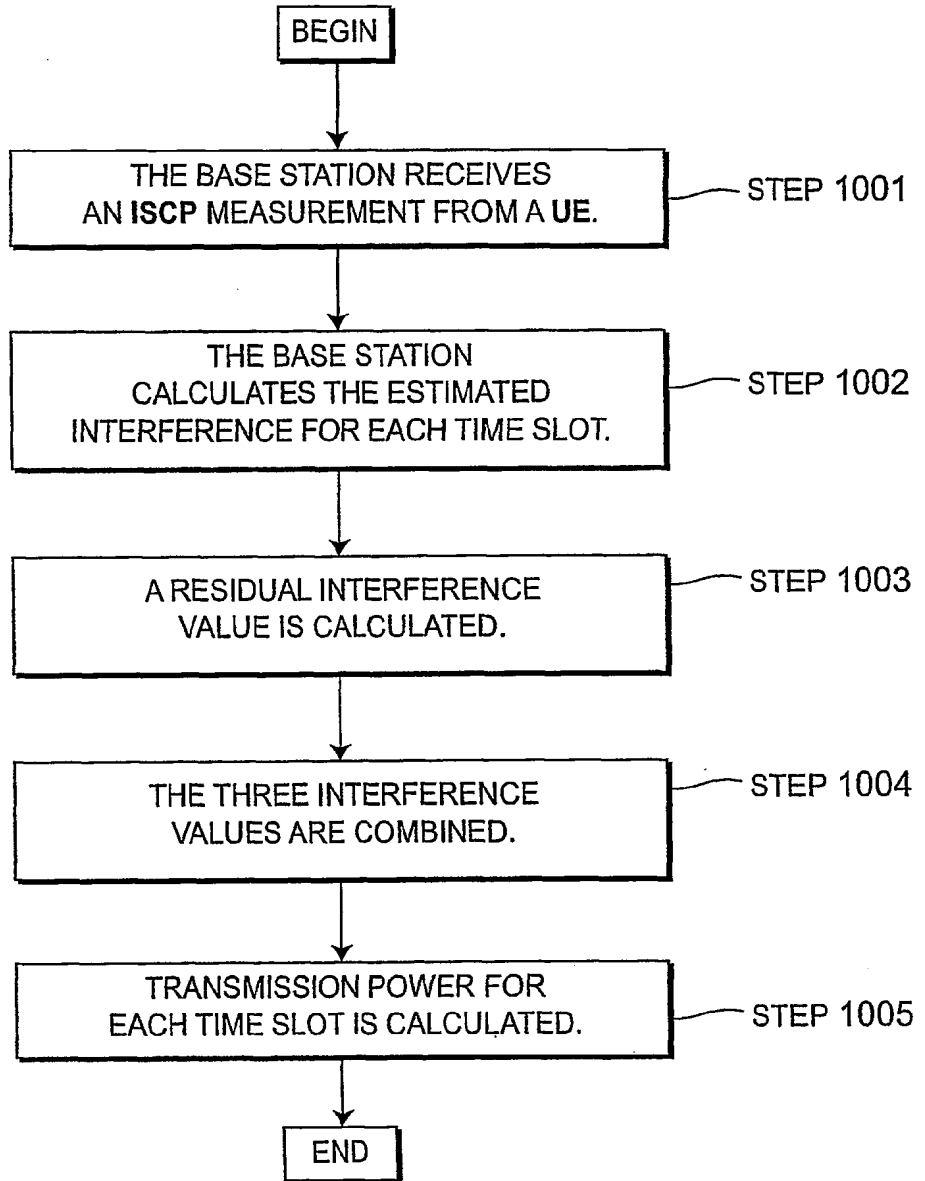 BEGIN
THE BASE STATION RECEIVES
AN ISCP MEASUREMENT FROM A UE.
STEP 1001
THE BASE STATION
CALCULATES THE ESTIMATED
INTERFERENCE FOR EACH TIME SLOT.
STEP 1002
A RESIDUAL INTERFERENCE
VALUE IS CALCULATED.
STEP 1003
THE THREE INTERFERENCE
VALUES ARE COMBINED.
STEP 1004
TRANSMISSION POWER FOR
EACH TIME SLOT IS CALCULATED.
STEP 1005
END